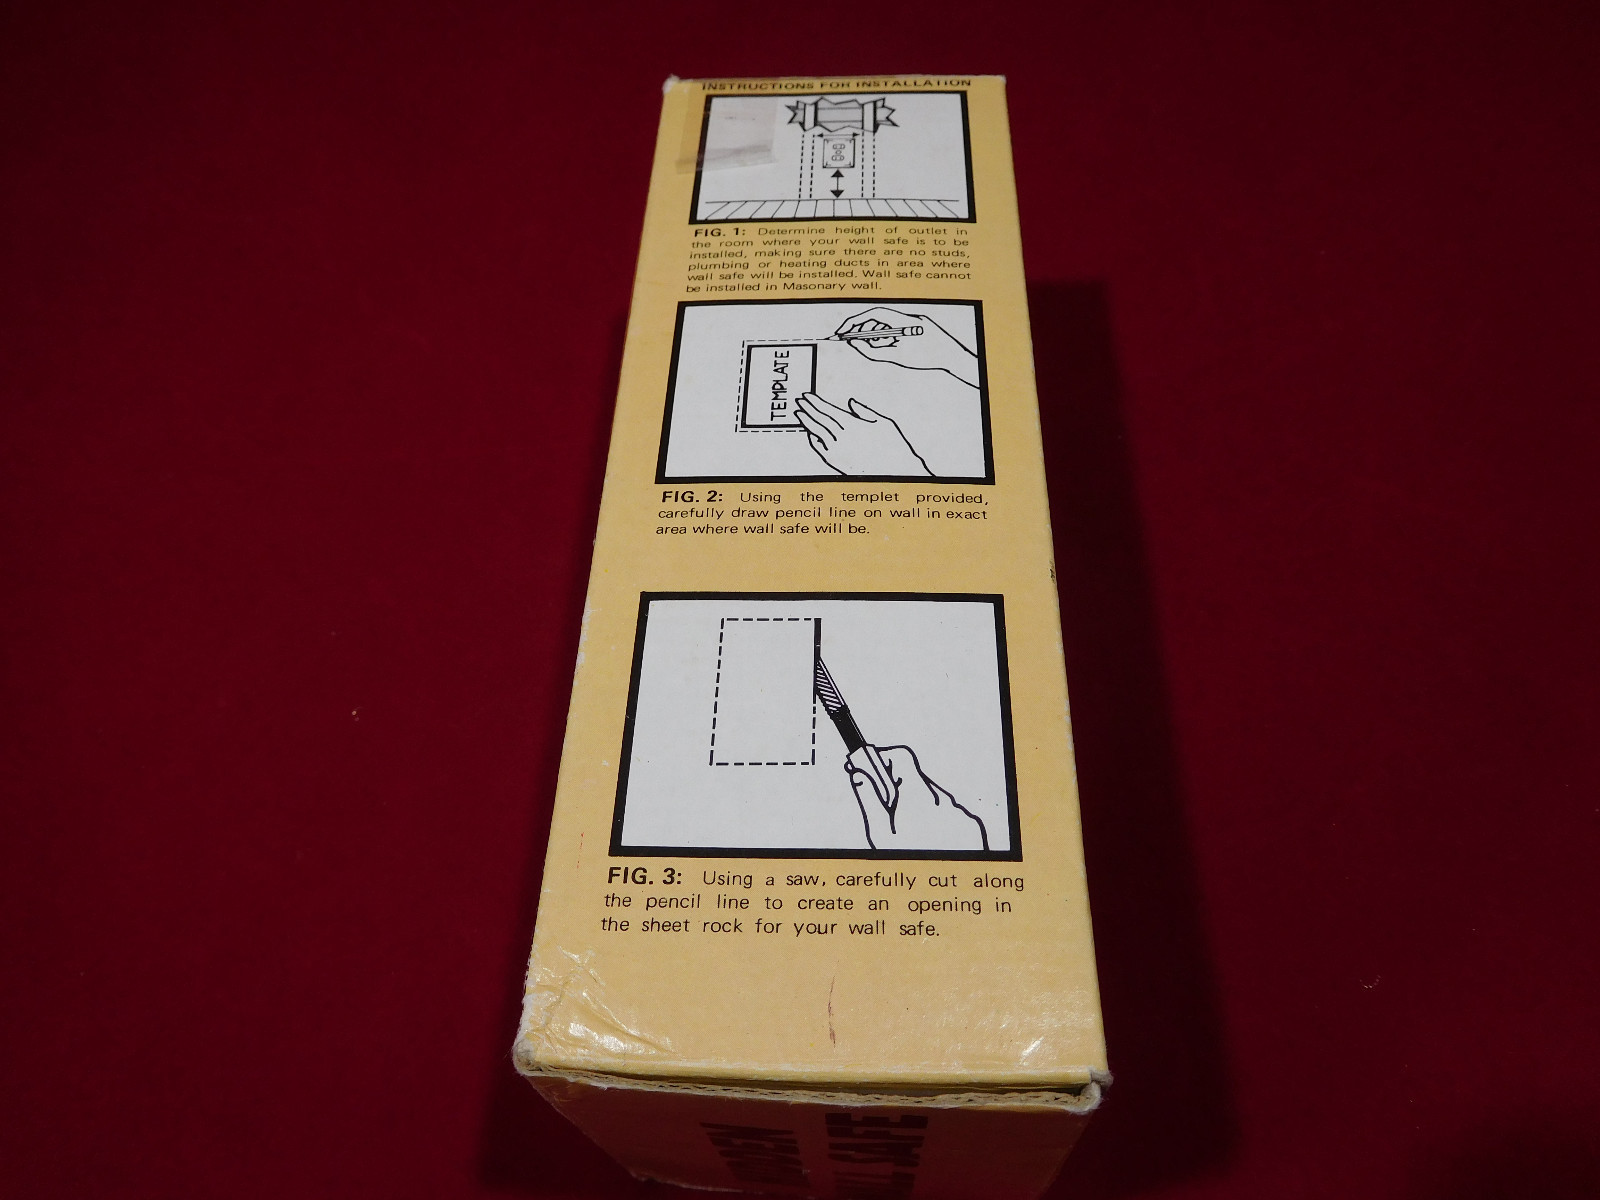 INSTRUCTIONS FOR INSTALLATION
FIG. 1: Determine height of outlet in
the room where your wall safe is to be
installed, making sure there are no studs,
plumbing or heating ducts in area where
wall safe will be installed. Wall safe cannot
be installed in Masonary wall.
TEMPLATE
FIG. 2: Using the templet provided,
carefully draw pencil line on wall in exact
area where wall safe will be.
FIG. 3: Using a saw, carefully cut along
the pencil line to create an opening in
the sheet rock for your wall safe.
SAFE